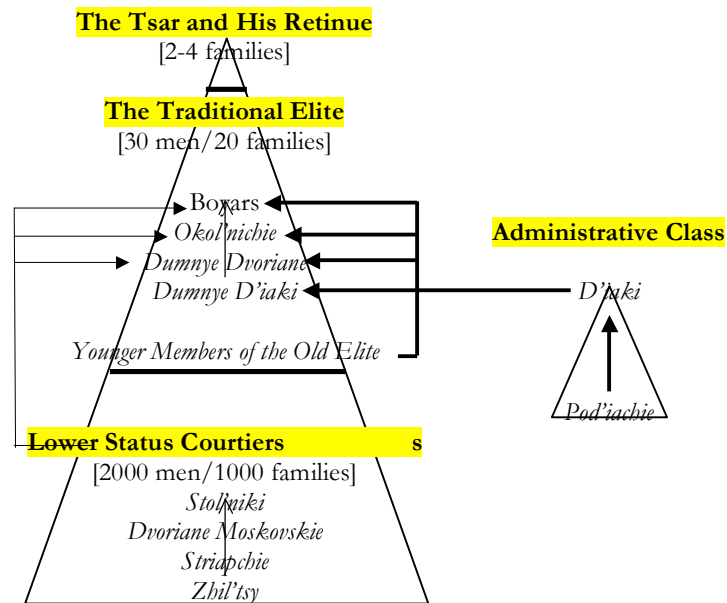 The Tsar and His Retinue
[2-4 families]
The Traditional Elite
[30 men/20 families]
Boyars
Okol'nichie
Dumnye Dvoriane
Dumnye D'iaki
Younger Members of the Old Elite
Administrative Class
D'iaki
Pod'iachie
Lower Status Courtiers s
[2000 men/1000 families]
Stol'niki
Dvoriane Moskovskie
Striapchie
Zhil'tsy